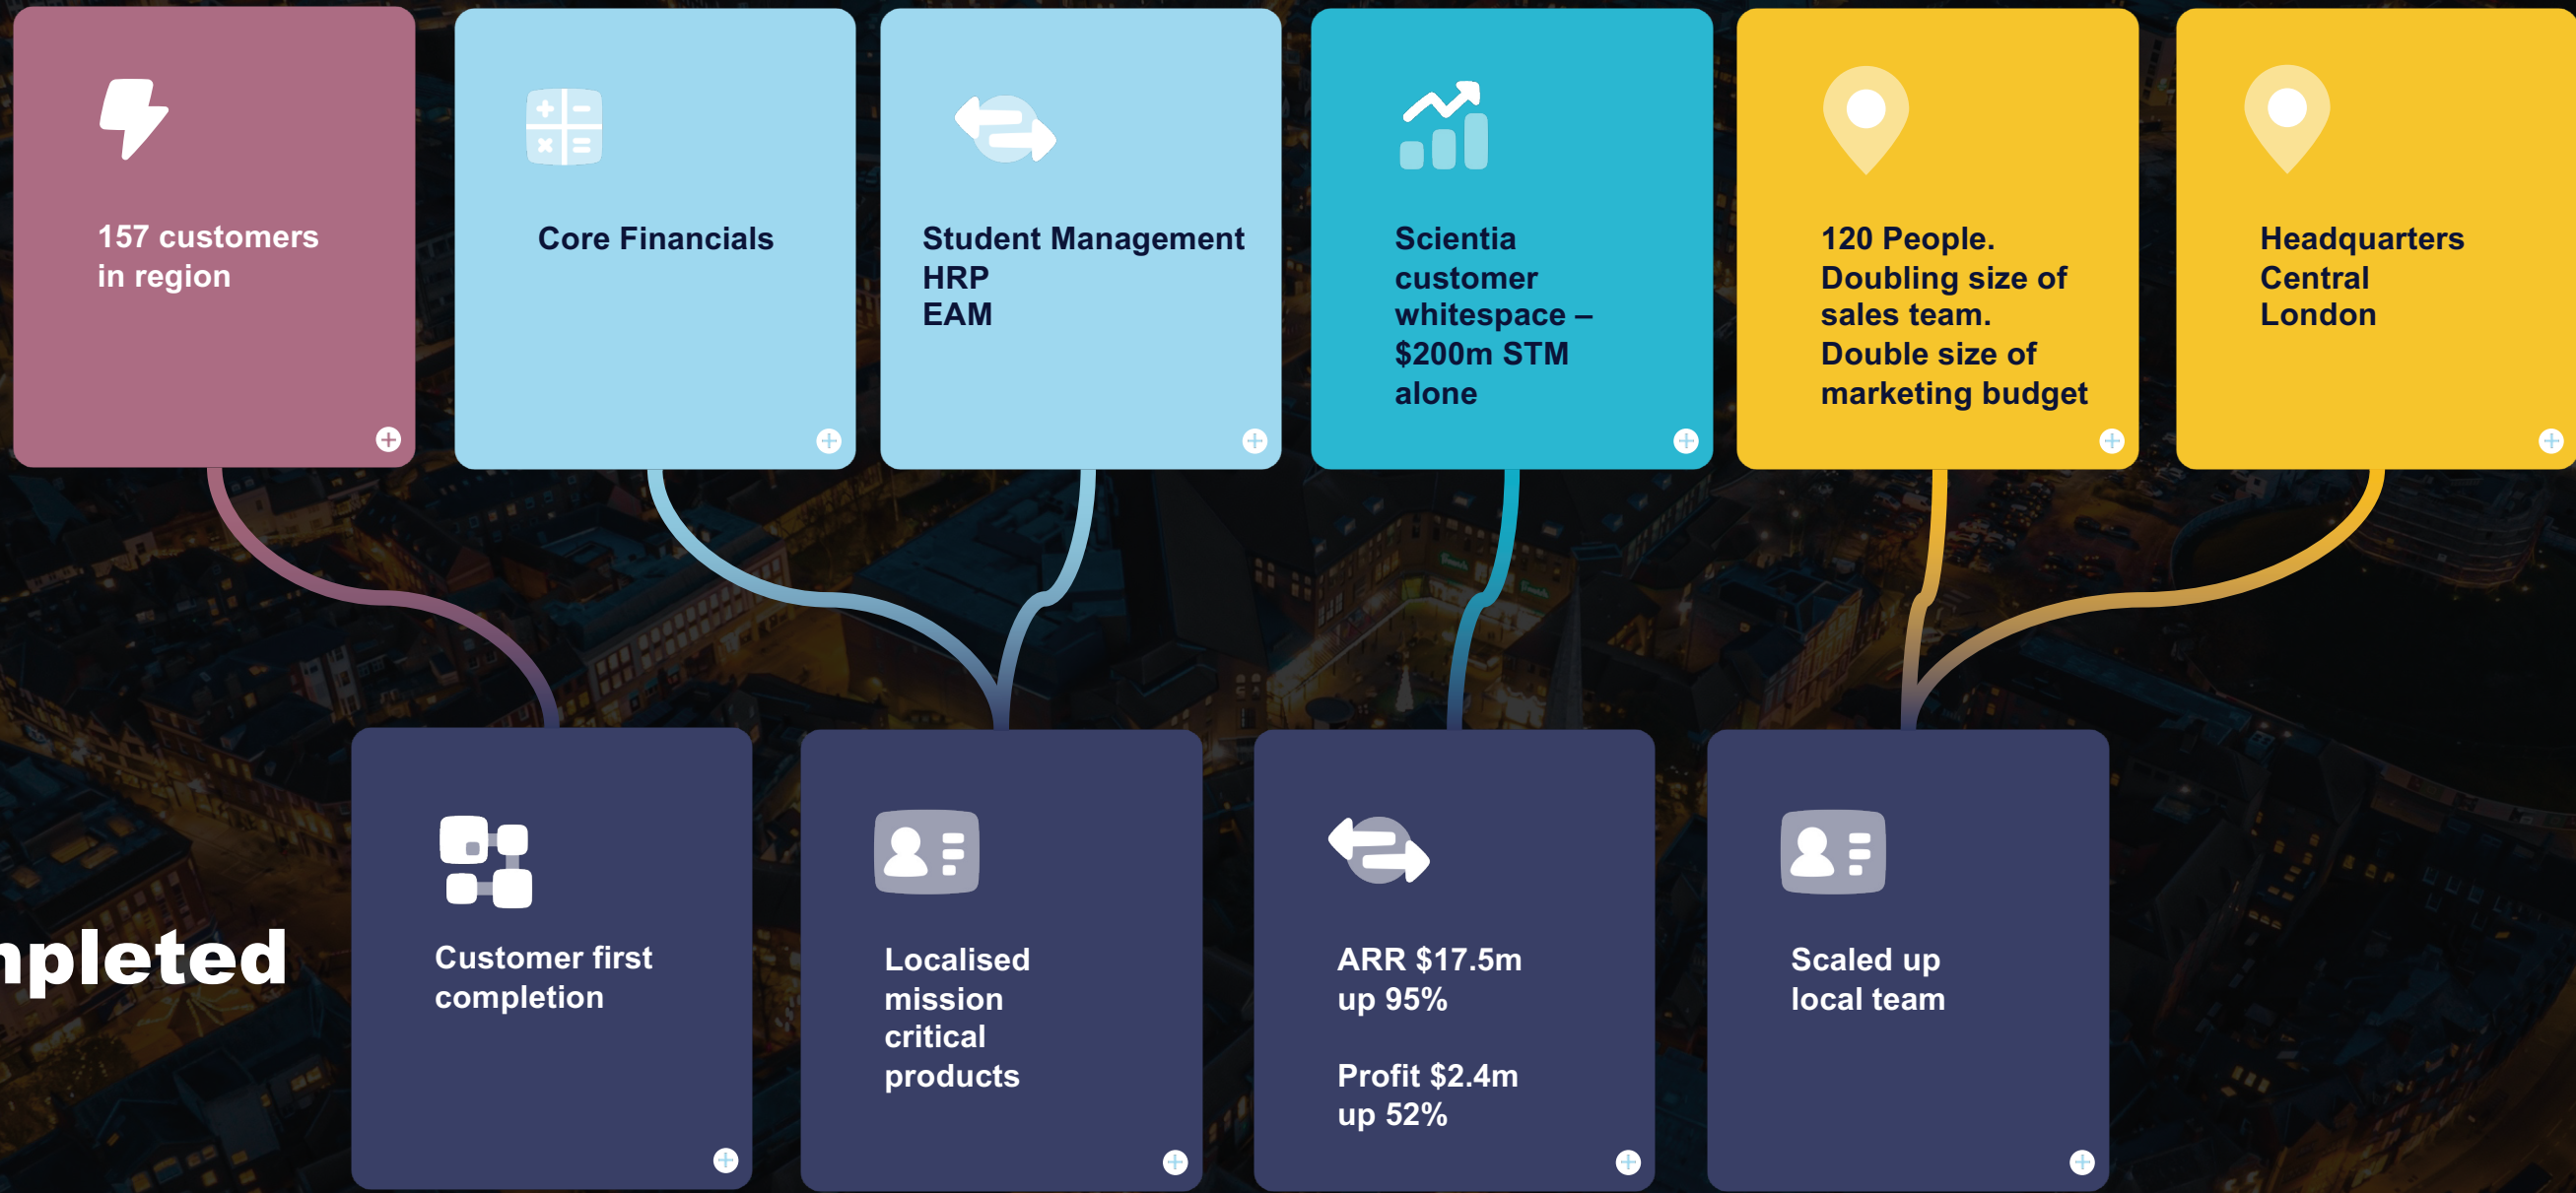 157 customers
in region
Core Financials
Student Management
HRP
EAM
Scientia
customer
whitespace –
$200m STM
alone
120 People.
Doubling size of
sales team.
Double size of
marketing budget
Headquarters
Central
London
mpleted
Customer first
completion
Localised
mission
critical
products
ARR $17.5m
up 95%
Profit $2.4m
up 52%
Scaled up
local team